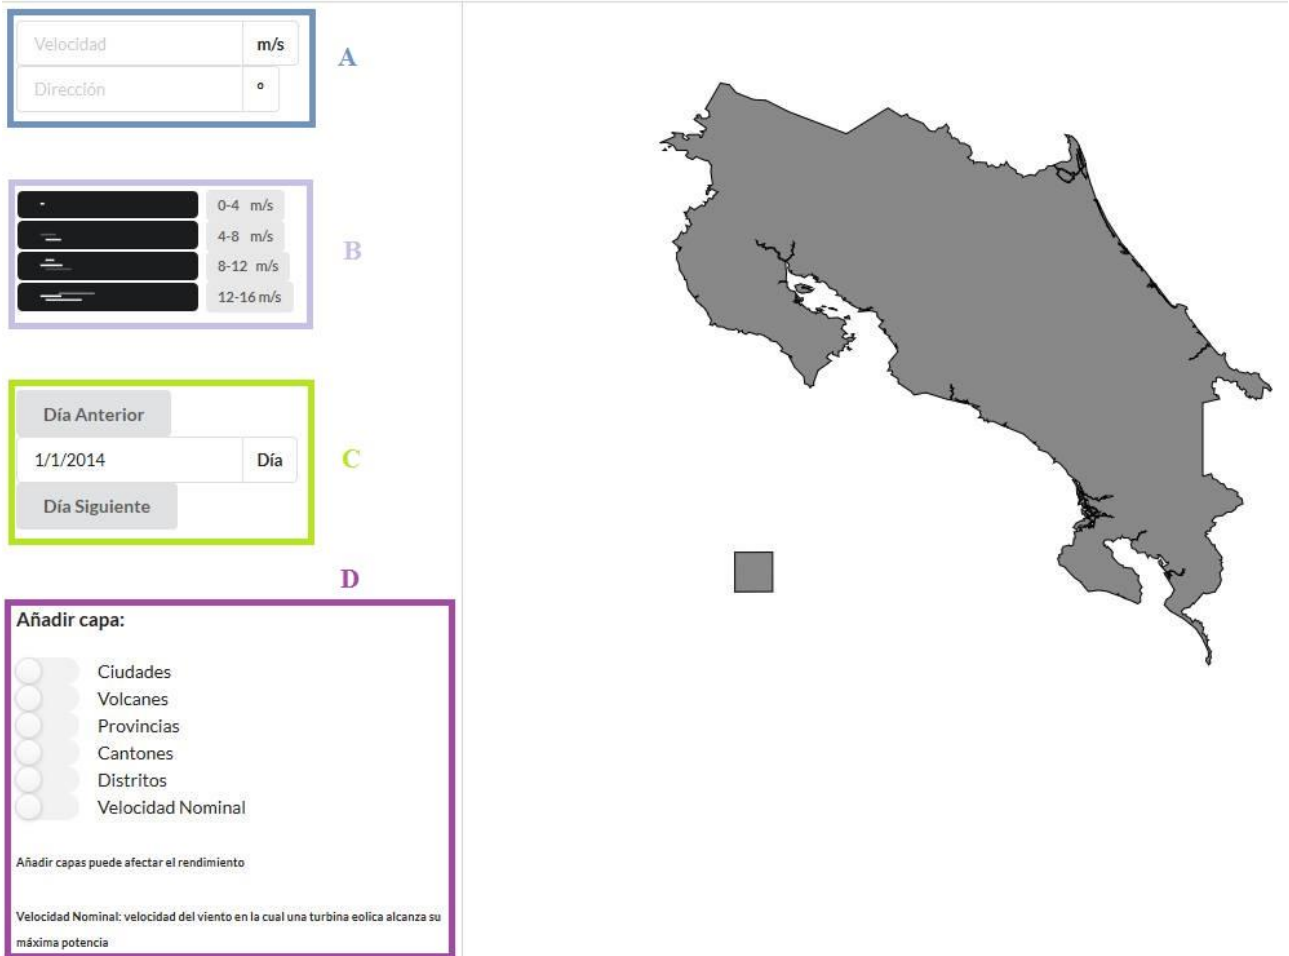 Velocidad m/s
A
Dirección °
0-4 m/s
4-8 m/s
B
8-12 m/s
12-16 m/s
Día Anterior
1/1/2014 Día
C
Día Siguiente
D
Añadir capa:
Ciudades
Volcanes
Provincias
Cantones
Distritos
Velocidad Nominal
Añadir capas puede afectar el rendimiento
Velocidad Nominal: velocidad del viento en la cual una turbina eolica alcanza su
máxima potencia